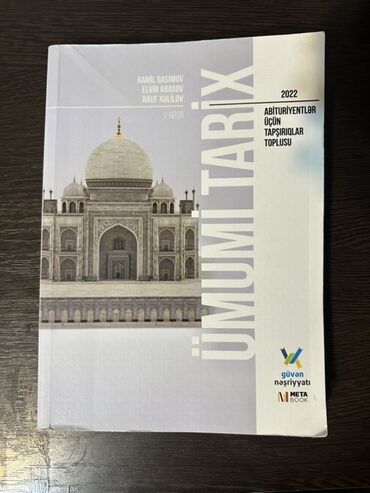 RAMİL QASIMOV
ELVİN ABASOV
RAUF XƏLİLOV
V NƏŞR
ÜMUMİ TARİX
2022
ABİTURİYENTLƏR
ÜÇÜN
TAPŞIRIQLAR
TOPLUSU
güvən
nəşriyyatı
META
BOOK